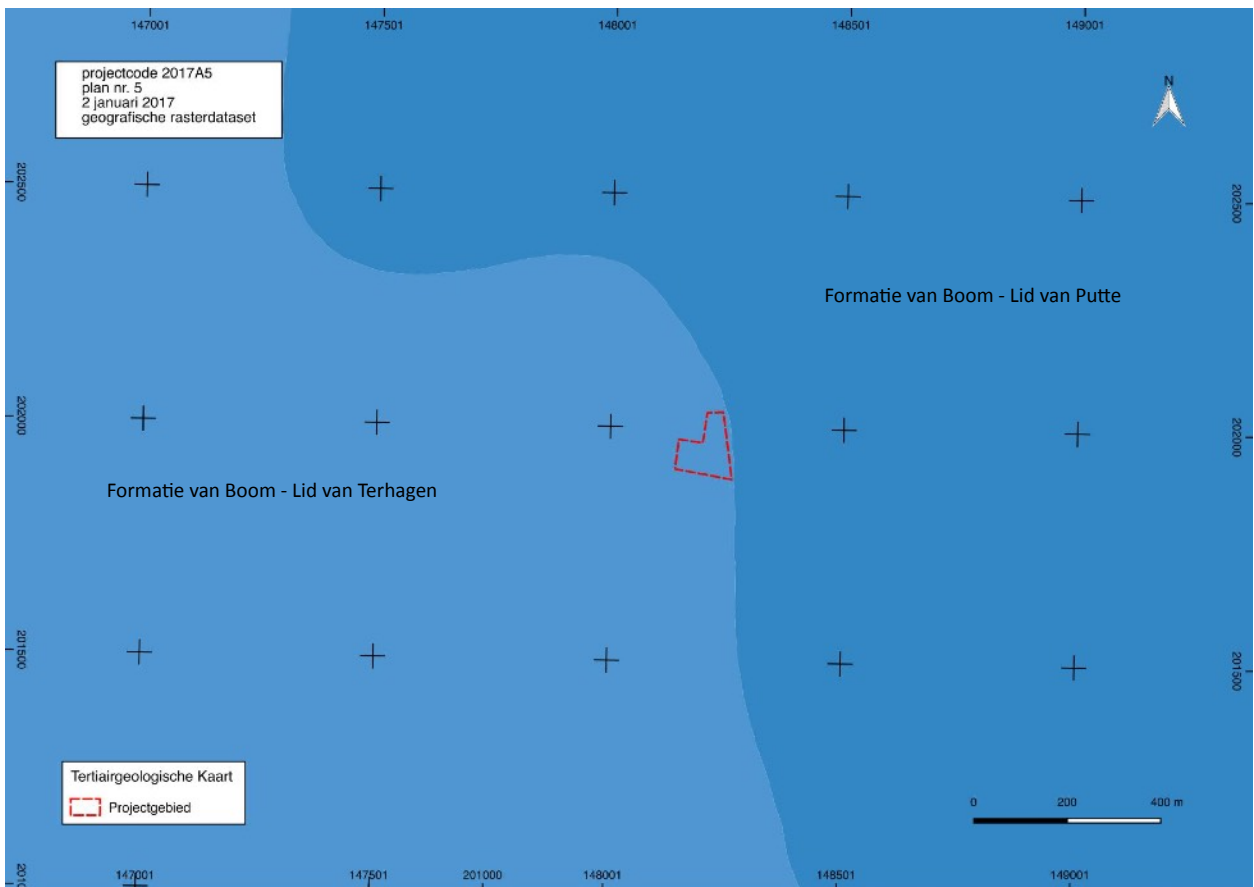 147001 147501 148001 148501 149001
projectcode 2017A5
plan nr. 5
2 januari 2017
geografische rasterdataset
N
202500 202500
Formatie van Boom - Lid van Putte
202000 202000
Formatie van Boom - Lid van Terhagen
201500 201500
Tertiairgeologische Kaart
Projectgebied
0 200 400 m
147001 147501 201000 148001 148501 149001